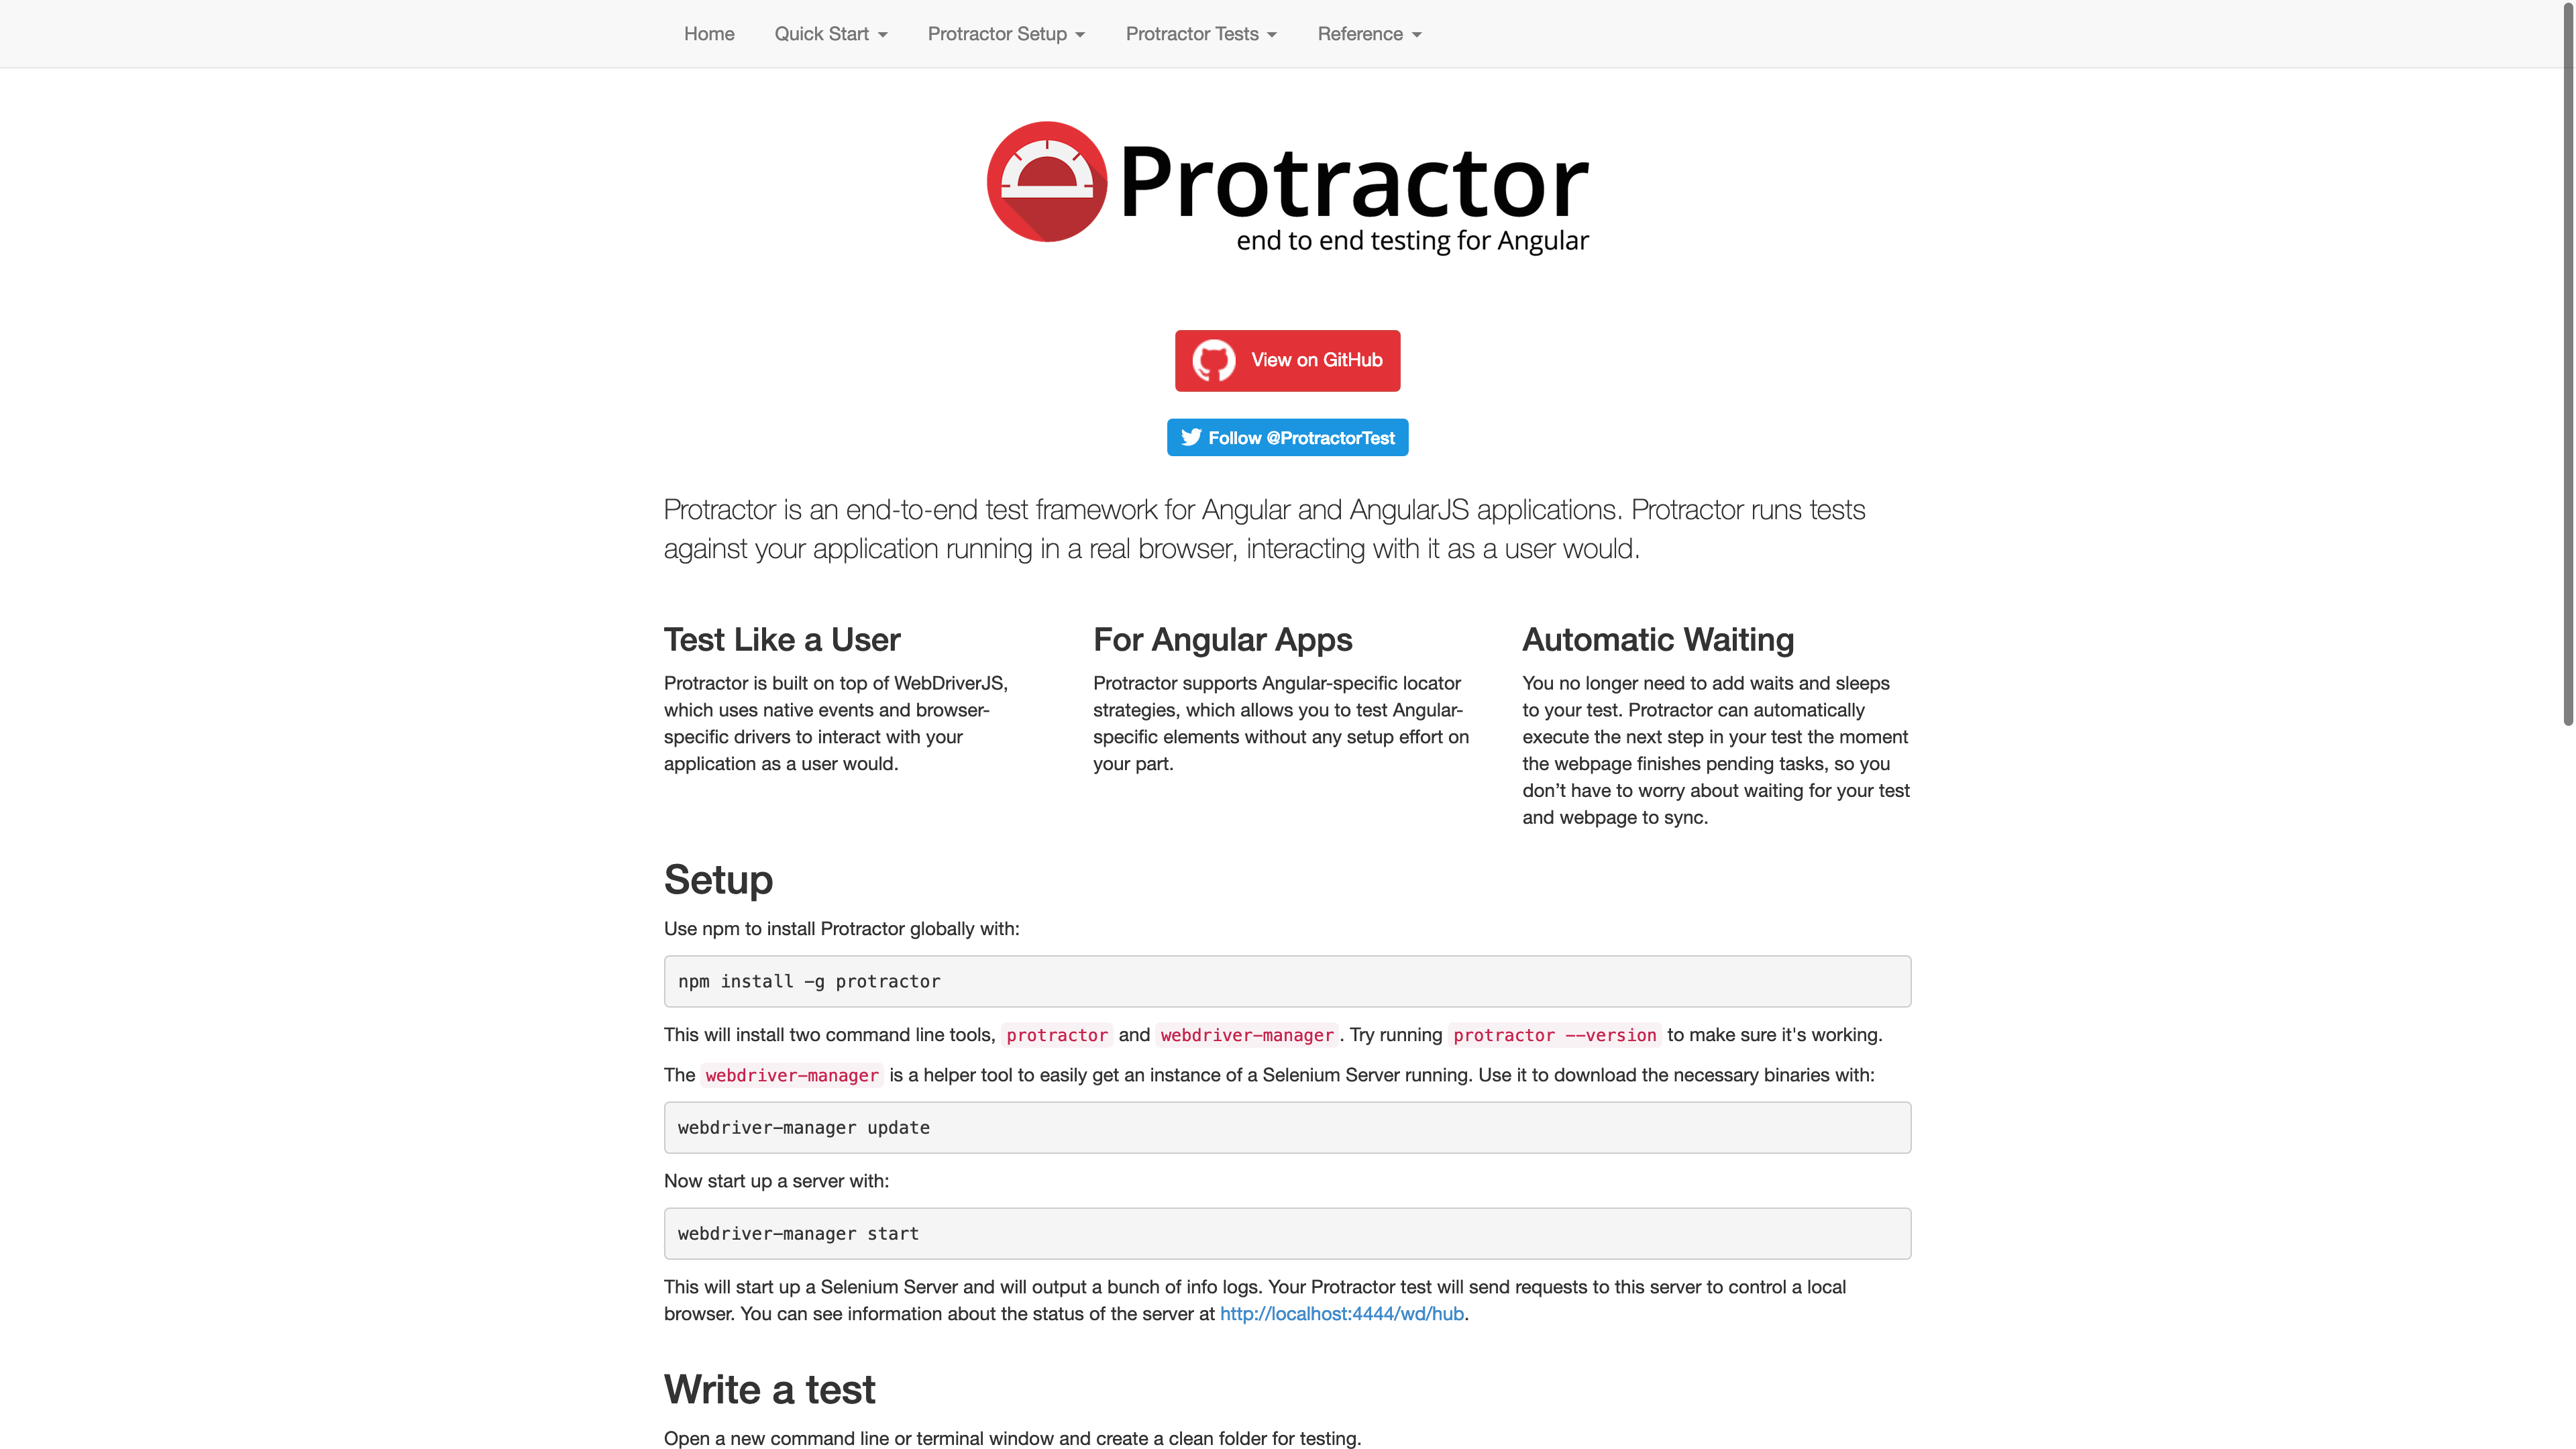 Home Quick Start Protractor Setup Protractor Tests Reference
Protractor
end to end testing for Angular
View on GitHub
Follow @ProtractorTest
Protractor is an end-to-end test framework for Angular and AngularJS applications. Protractor runs tests
against your application running in a real browser, interacting with it as a user would.
Test Like a User
Protractor is built on top of WebDriverJS,
which uses native events and browser-
specific drivers to interact with your
application as a user would.
For Angular Apps
Protractor supports Angular-specific locator
strategies, which allows you to test Angular-
specific elements without any setup effort on
your part.
Automatic Waiting
You no longer need to add waits and sleeps
to your test. Protractor can automatically
execute the next step in your test the moment
the webpage finishes pending tasks, so you
don’t have to worry about waiting for your test
and webpage to sync.
Setup
Use npm to install Protractor globally with:
npm install -g protractor
This will install two command line tools, protractor and webdriver-manager. Try running protractor --version to make sure it's working.
The webdriver-manager is a helper tool to easily get an instance of a Selenium Server running. Use it to download the necessary binaries with:
webdriver-manager update
Now start up a server with:
webdriver-manager start
This will start up a Selenium Server and will output a bunch of info logs. Your Protractor test will send requests to this server to control a local
browser. You can see information about the status of the server at http://localhost:4444/wd/hub.
Write a test
Open a new command line or terminal window and create a clean folder for testing.